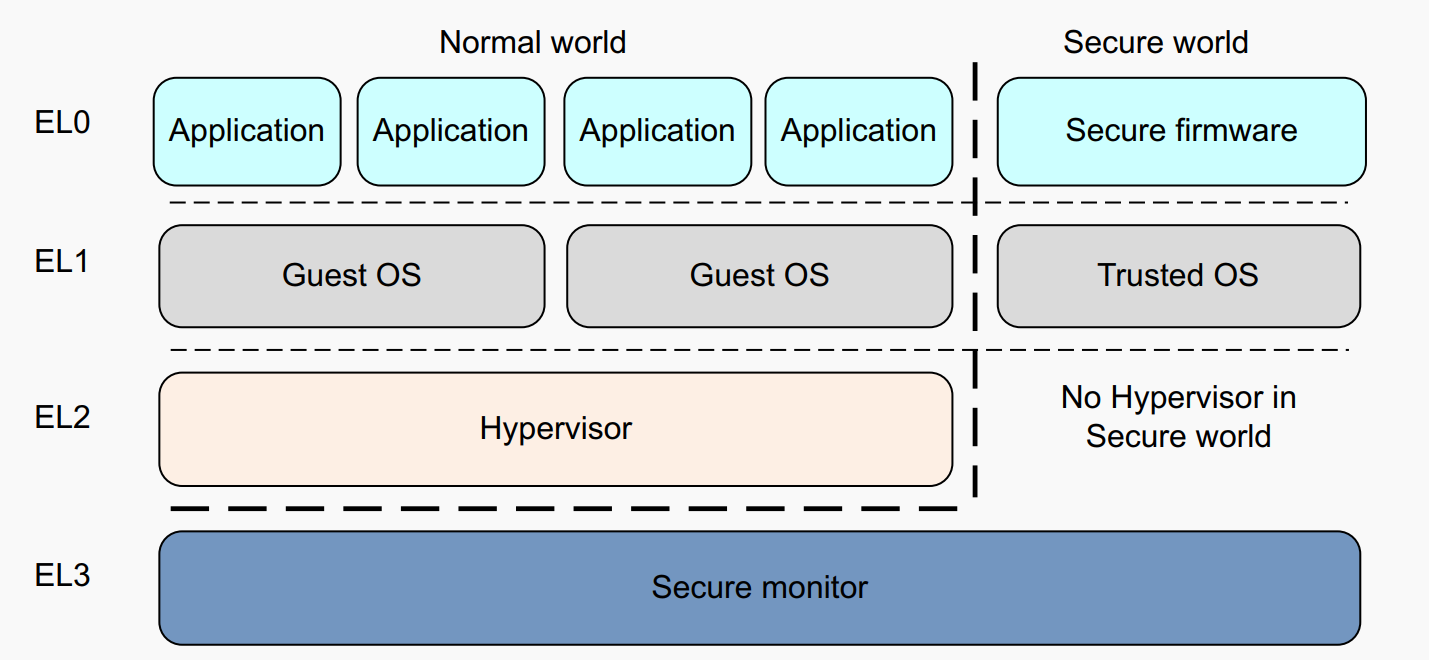 Normal world
Secure world
EL0
Application
Application
Application
Application
Secure firmware
EL1
Guest OS
Guest OS
Trusted OS
EL2
Hypervisor
No Hypervisor in
Secure world
EL3
Secure monitor